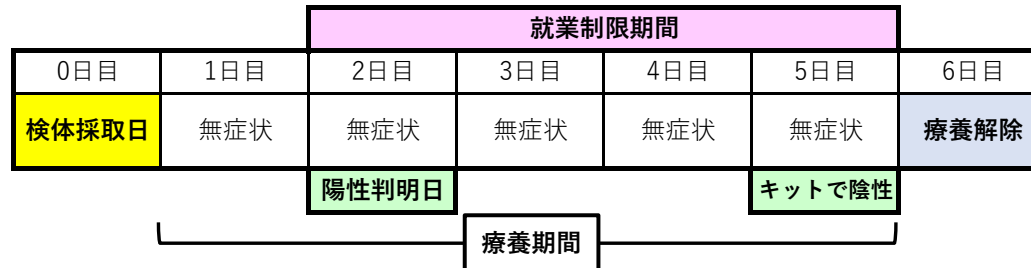 就業制限期間
0日目 1日目 2日目 3日目 4日目 5日目 6日目
検体採取日 無症状 無症状 無症状 無症状 無症状 療養解除
陽性判明日 キットで陰性
療養期間